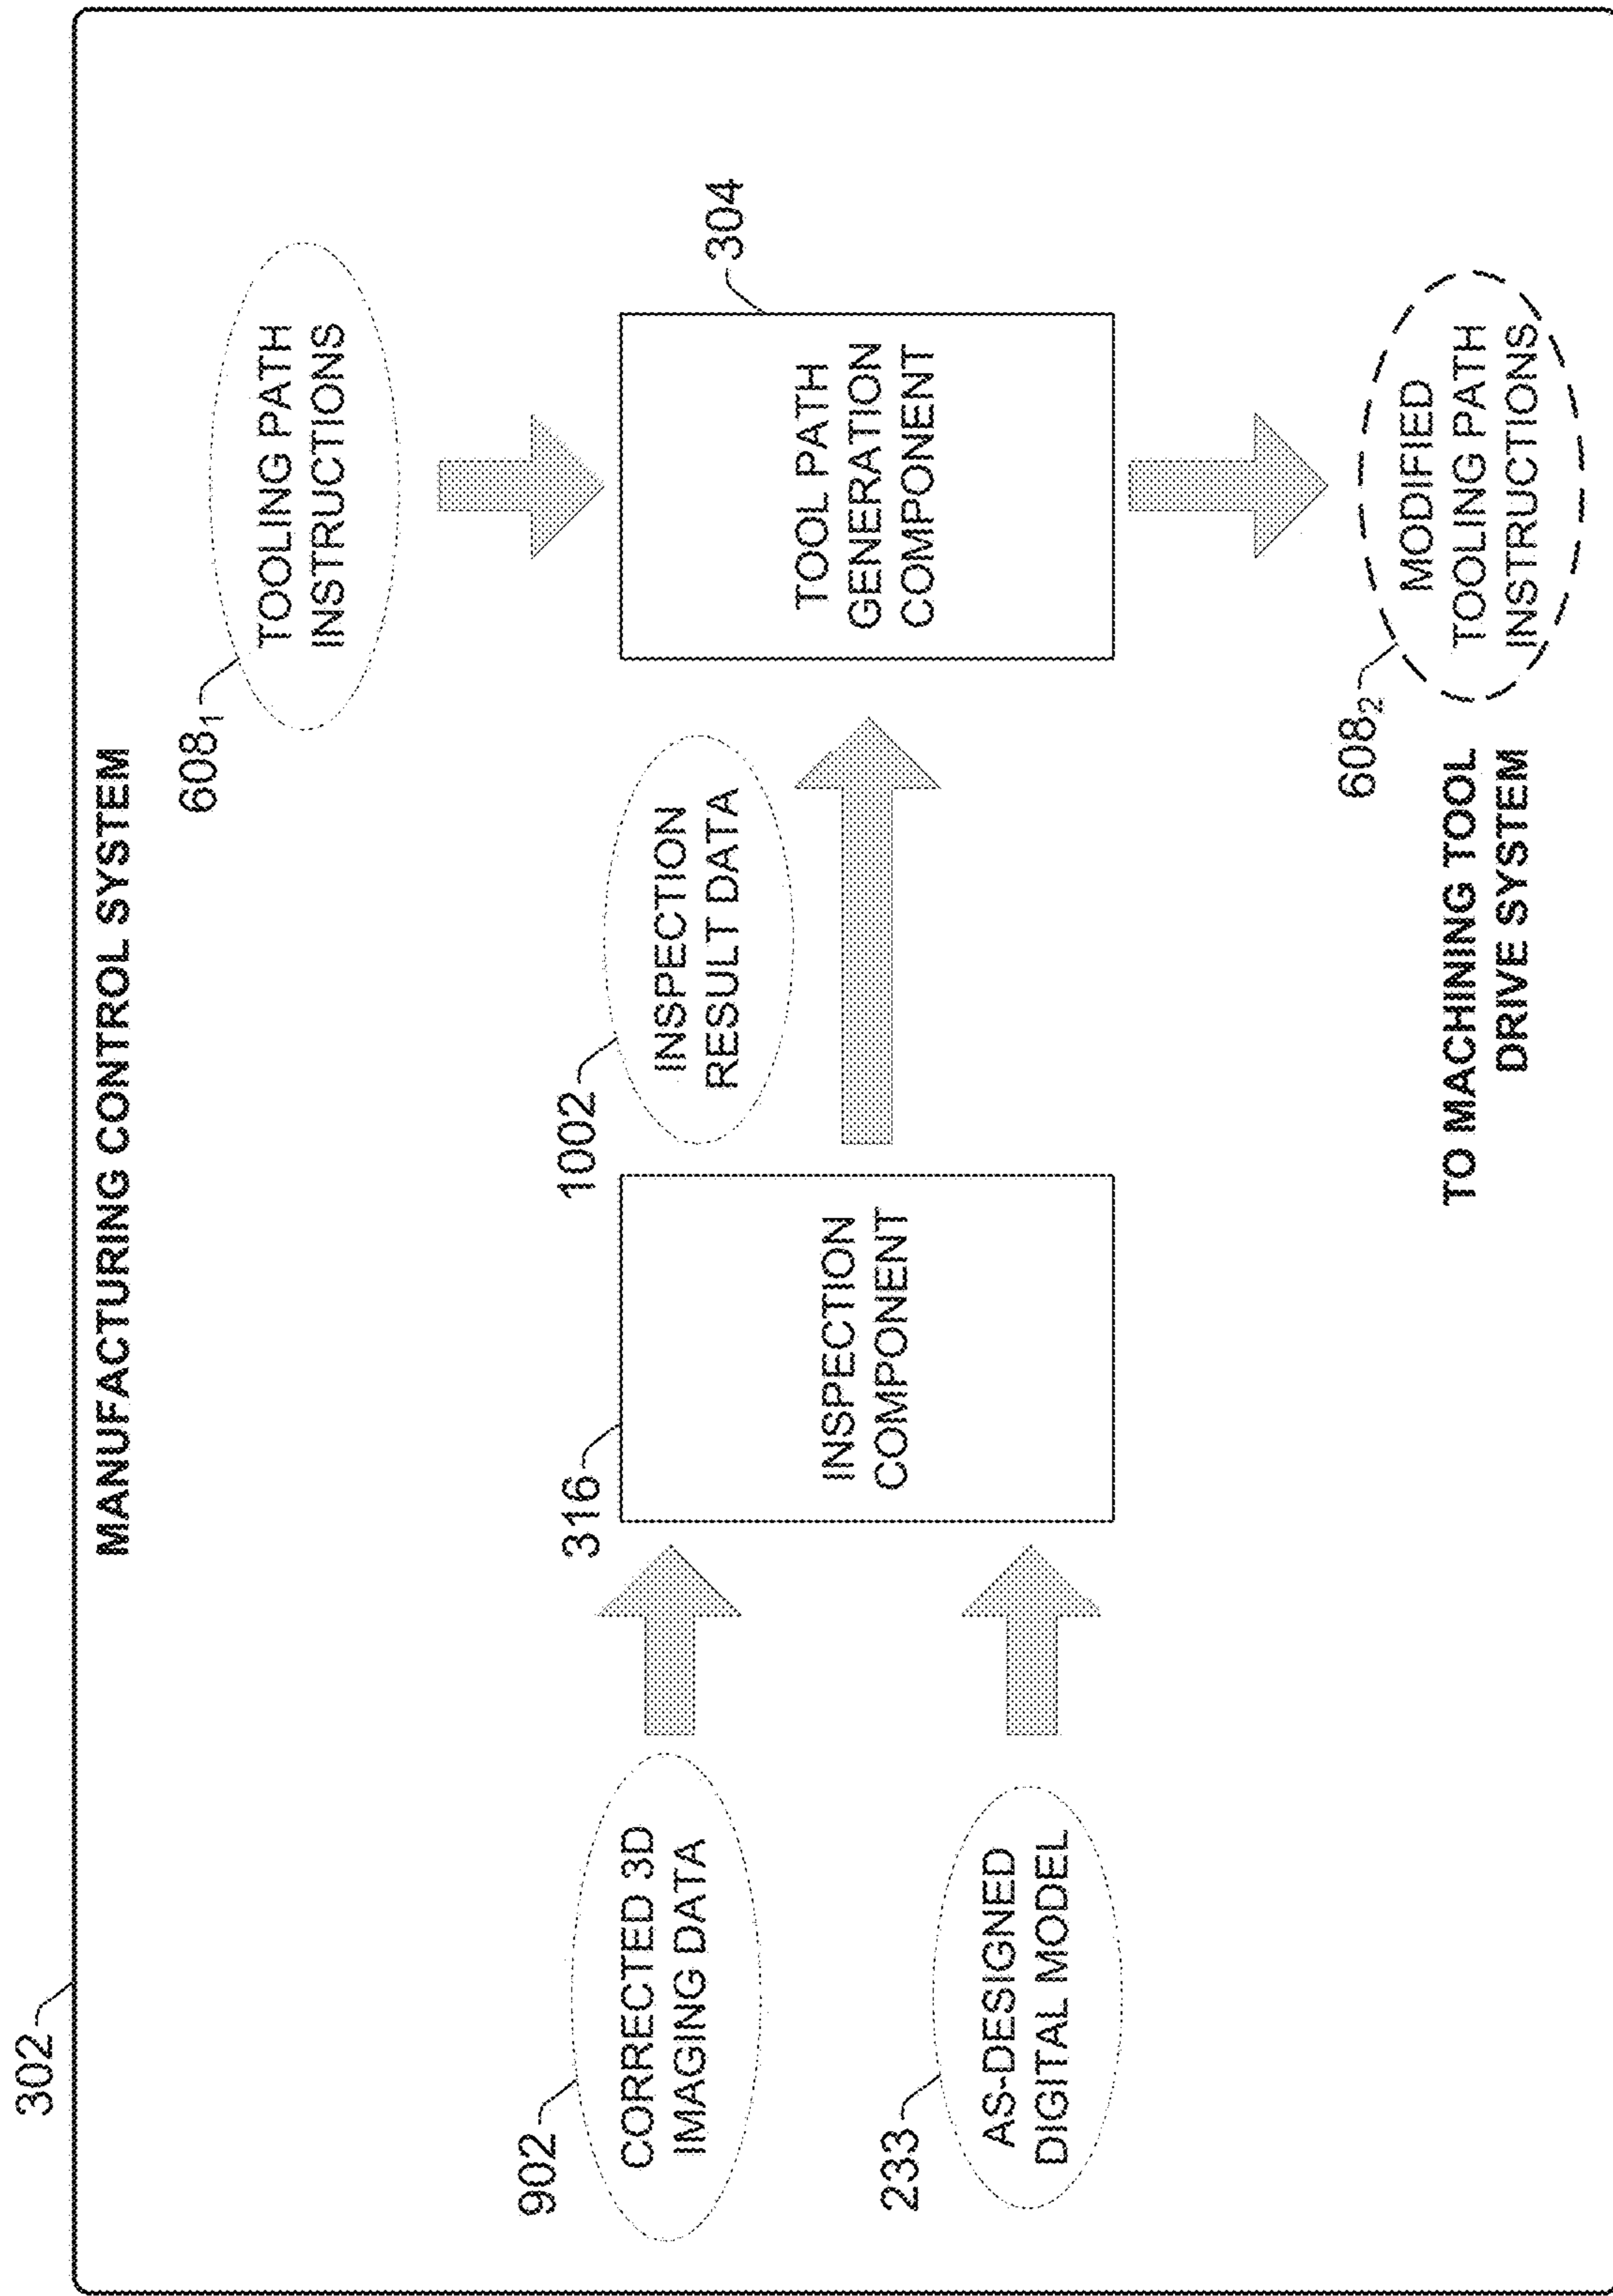 302
MANUFACTURING CONTROL SYSTEM
608₁
TOOLING PATH
INSTRUCTIONS
902
CORRECTED 3D
IMAGING DATA
233
AS-DESIGNED
DIGITAL MODEL
316
INSPECTION
COMPONENT
1002
INSPECTION
RESULT DATA
304
TOOL PATH
GENERATION
COMPONENT
608₂
MODIFIED
TOOLING PATH
INSTRUCTIONS
TO MACHINING TOOL
DRIVE SYSTEM